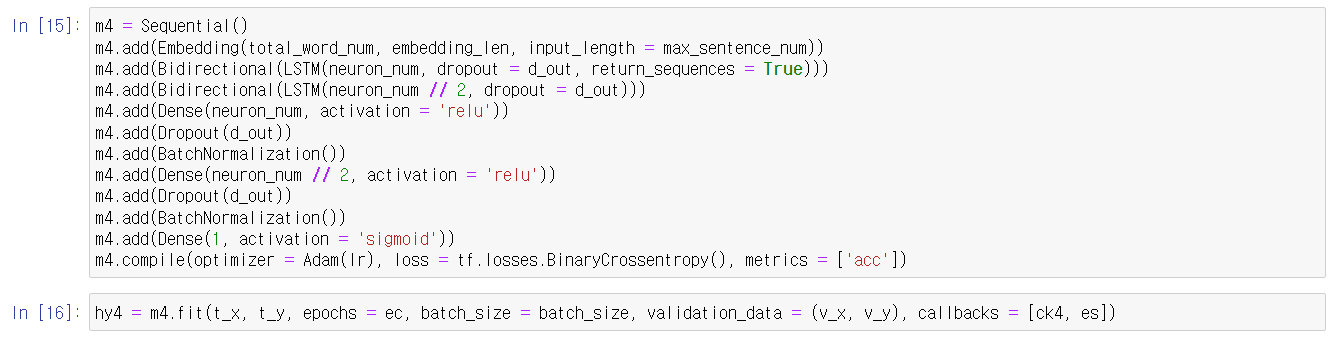 In [15]: m4 = Sequential()
m4.add(Embedding(total_word_num, embedding_len, input_length = max_sentence_num))
m4.add(Bidirectional(LSTM(neuron_num, dropout = d_out, return_sequences = True)))
m4.add(Bidirectional(LSTM(neuron_num // 2, dropout = d_out)))
m4.add(Dense(neuron_num, activation = 'relu'))
m4.add(Dropout(d_out))
m4.add(BatchNormalization())
m4.add(Dense(neuron_num // 2, activation = 'relu'))
m4.add(Dropout(d_out))
m4.add(BatchNormalization())
m4.add(Dense(1, activation = 'sigmoid'))
m4.compile(optimizer = Adam(lr), loss = tf.losses.BinaryCrossentropy(), metrics = ['acc'])
In [16]: hy4 = m4.fit(t_x, t_y, epochs = ec, batch_size = batch_size, validation_data = (v_x, v_y), callbacks = [ck4, es])